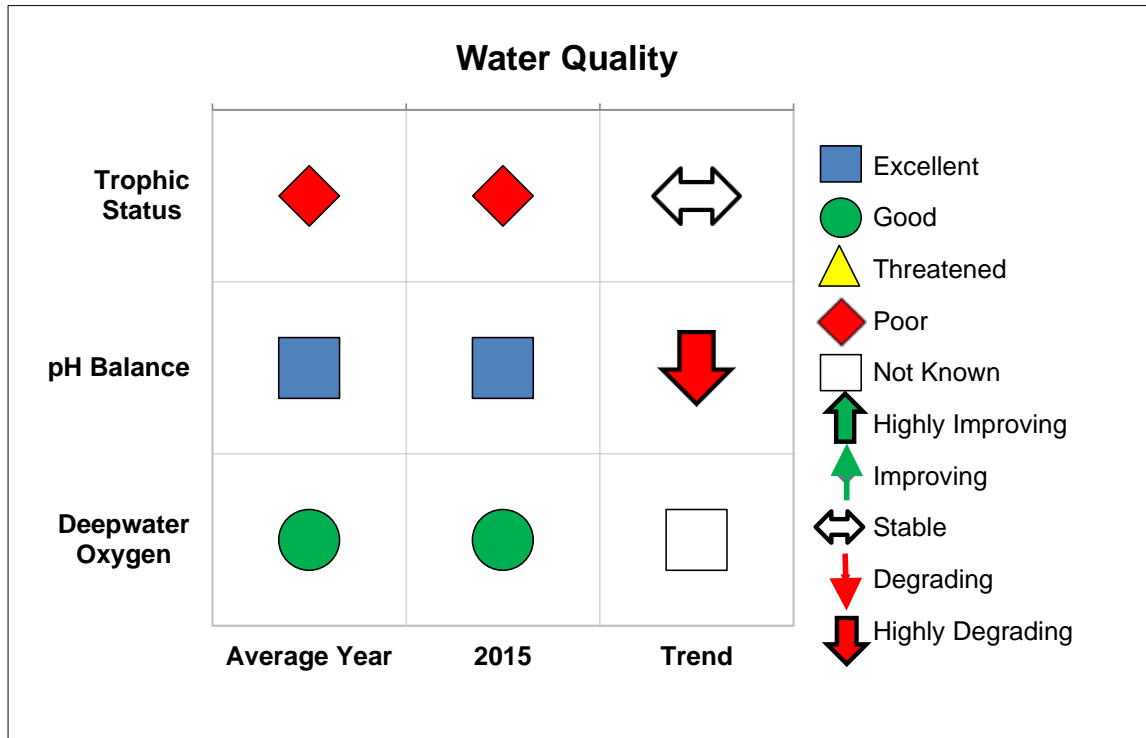 Water Quality
Trophic
Status
pH Balance
Deepwater
Oxygen
Average Year
2015
Trend
Excellent
Good
Threatened
Poor
Not Known
Highly Improving
Improving
Stable
Degrading
Highly Degrading